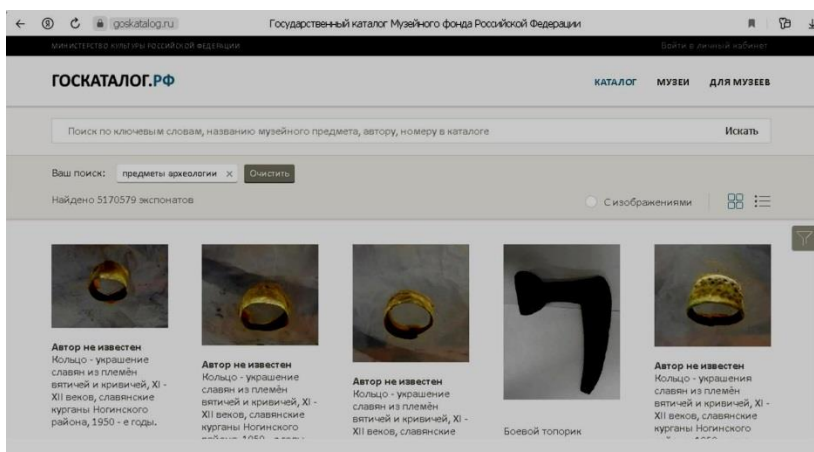 goskatalog.ru
Государственный каталог Музейного фонда Российской Федерации
МИНИСТЕРСТВО КУЛЬТУРЫ РОССИЙСКОЙ ФЕДЕРАЦИИ
Войти в личный кабинет
ГОСКАТАЛОГ.РФ
КАТАЛОГ МУЗЕИ ДЛЯ МУЗЕЕВ
Поиск по ключевым словам, названию музейного предмета, автору, номеру в каталоге
Искать
Ваш поиск: предметы археологии × Очистить
Найдено 5170579 экспонатов
С изображениями
Автор не известен
Кольцо - украшение
славян из племён
вятичей и кривичей, XI -
XII веков, славянские
курганы Ногинского
района, 1950 - е годы.
Автор не известен
Кольцо - украшение
славян из племён
вятичей и кривичей, XI -
XII веков, славянские
курганы Ногинского
района, 1950 - е годы.
Автор не известен
Кольцо - украшение
славян из племён
вятичей и кривичей, XI -
XII веков, славянские
Боевой топорик
Автор не известен
Кольцо - украшения
славян из племён
вятичей и кривичей, XI -
XII веков, славянские
курганы Ногинского